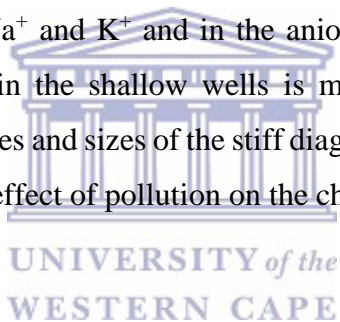 Na⁺ and K⁺ and in the anio
in the shallow wells is m
es and sizes of the stiff diag
effect of pollution on the ch
UNIVERSITY of the
WESTERN CAPE